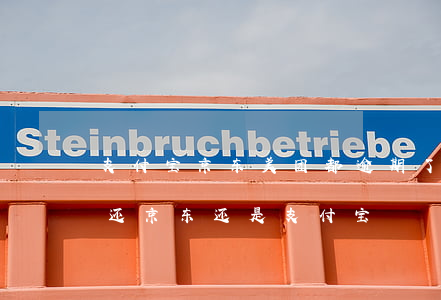 Steinbruchbetriebe
支付宝京东美团都逾期了
还京东还是支付宝